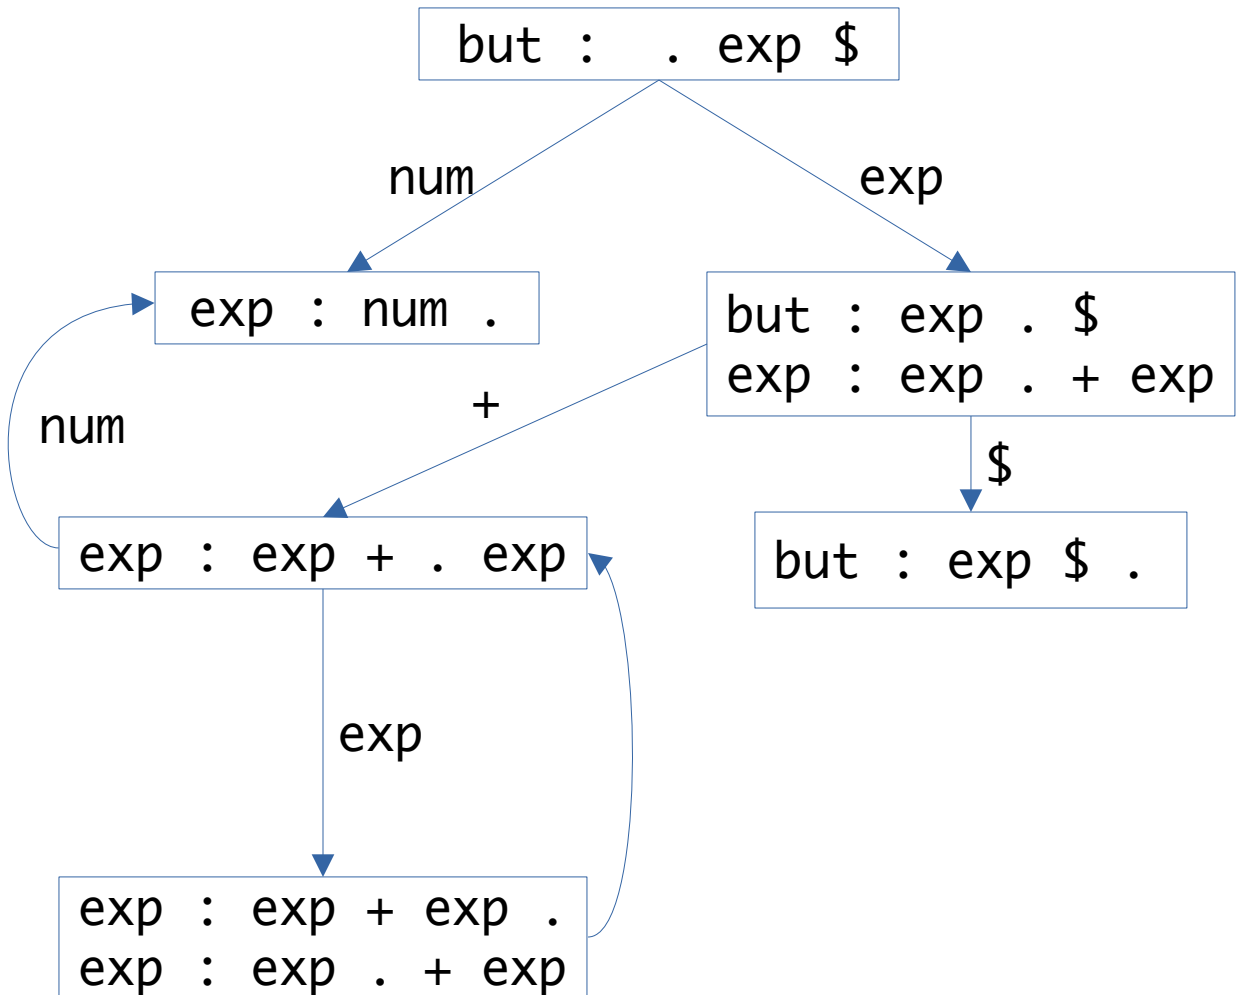 but : . exp $
num
exp
exp : num .
but : exp . $
exp : exp . + exp
+
num
$
exp : exp + . exp
but : exp $ .
exp
exp : exp + exp .
exp : exp . + exp